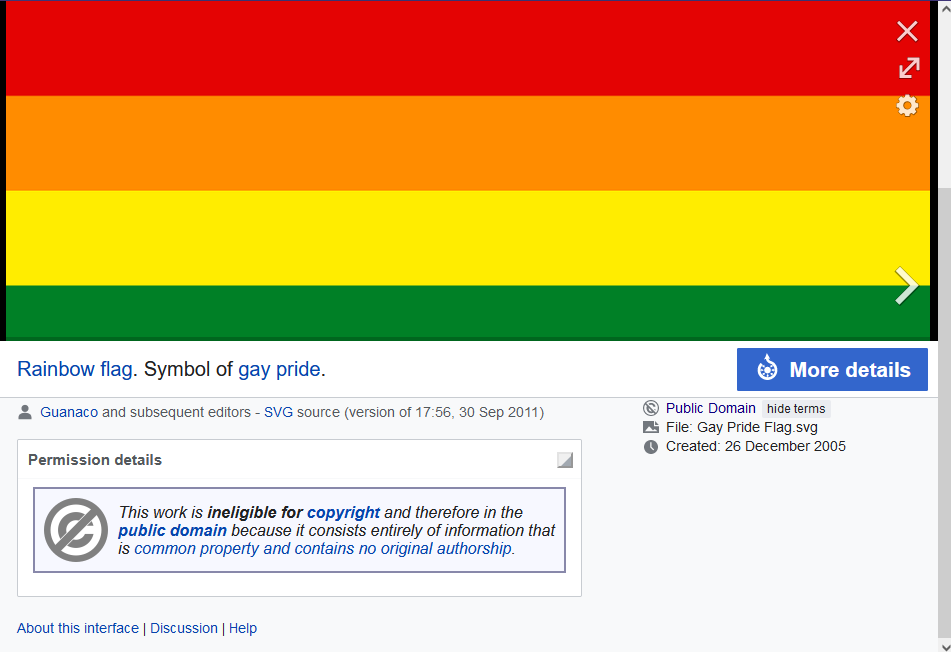 Rainbow flag. Symbol of gay pride.
More details
Guanaco and subsequent editors - SVG source (version of 17:56, 30 Sep 2011)
Public Domain hide terms
File: Gay Pride Flag.svg
Created: 26 December 2005
Permission details
This work is ineligible for copyright and therefore in the
public domain because it consists entirely of information that
is common property and contains no original authorship.
About this interface | Discussion | Help